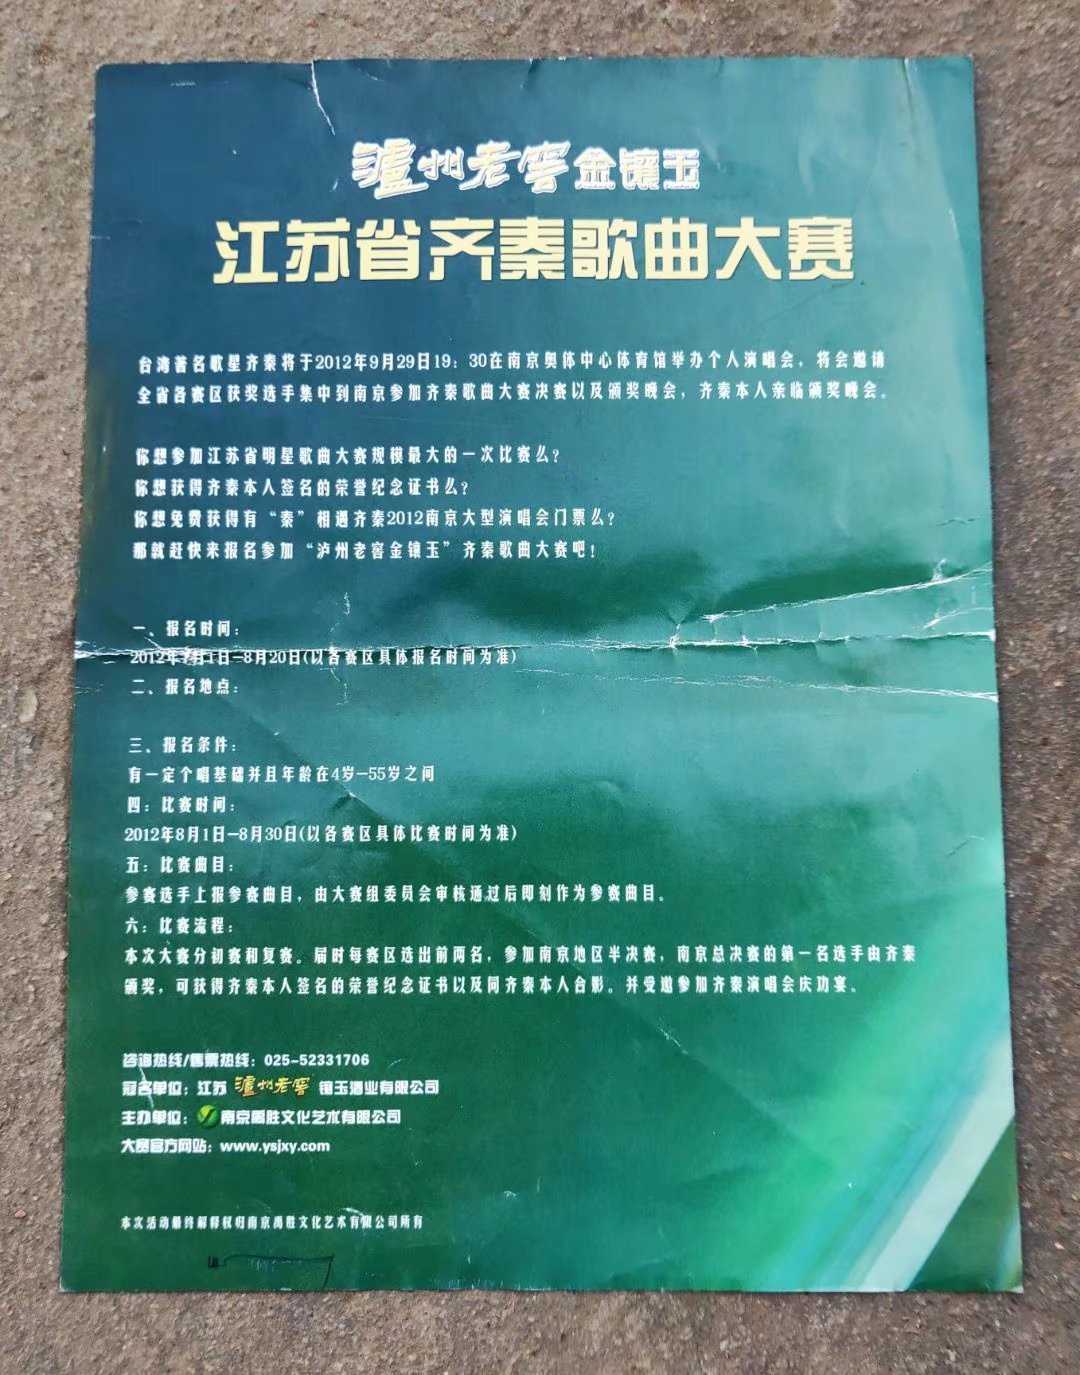 泸州老窖金镶玉
江苏省齐秦歌曲大赛
台湾著名歌星齐秦将于2012年9月29日19：30在南京奥体中心体育馆举办个人演唱会，将会邀请
全省各赛区获奖选手集中到南京参加齐秦歌曲大赛决赛以及颁奖晚会，齐秦本人亲临颁奖晚会。
你想参加江苏省明星歌曲大赛规模最大的一次比赛么？
你想获得齐秦本人签名的荣誉纪念证书么？
你想免费获得有“秦”相遇齐秦2012南京大型演唱会门票么？
那就赶快来报名参加“泸州老窖金镶玉”齐秦歌曲大赛吧！
一、报名时间：
2012年7月1日-8月20日(以各赛区具体报名时间为准)
二、报名地点：
三、报名条件：
有一定个唱基础并且年龄在4岁-55岁之间
四：比赛时间：
2012年8月1日-8月30日(以各赛区具体比赛时间为准)
五：比赛曲目：
参赛选手上报参赛曲目，由大赛组委员会审核通过后即刻作为参赛曲目。
六：比赛流程：
本次大赛分初赛和复赛。届时每赛区选出前两名，参加南京地区半决赛，南京总决赛的第一名选手由齐秦
颁奖，可获得齐秦本人签名的荣誉纪念证书以及同齐秦本人合影。并受邀参加齐秦演唱会庆功宴。
咨询热线/售票热线：025-52331706
冠名单位：江苏泸州老窖镶玉酒业有限公司
主办单位：南京禹胜文化艺术有限公司
大赛官方网站：www.ysjxy.com
本次活动最终解释权归南京禹胜文化艺术有限公司所有